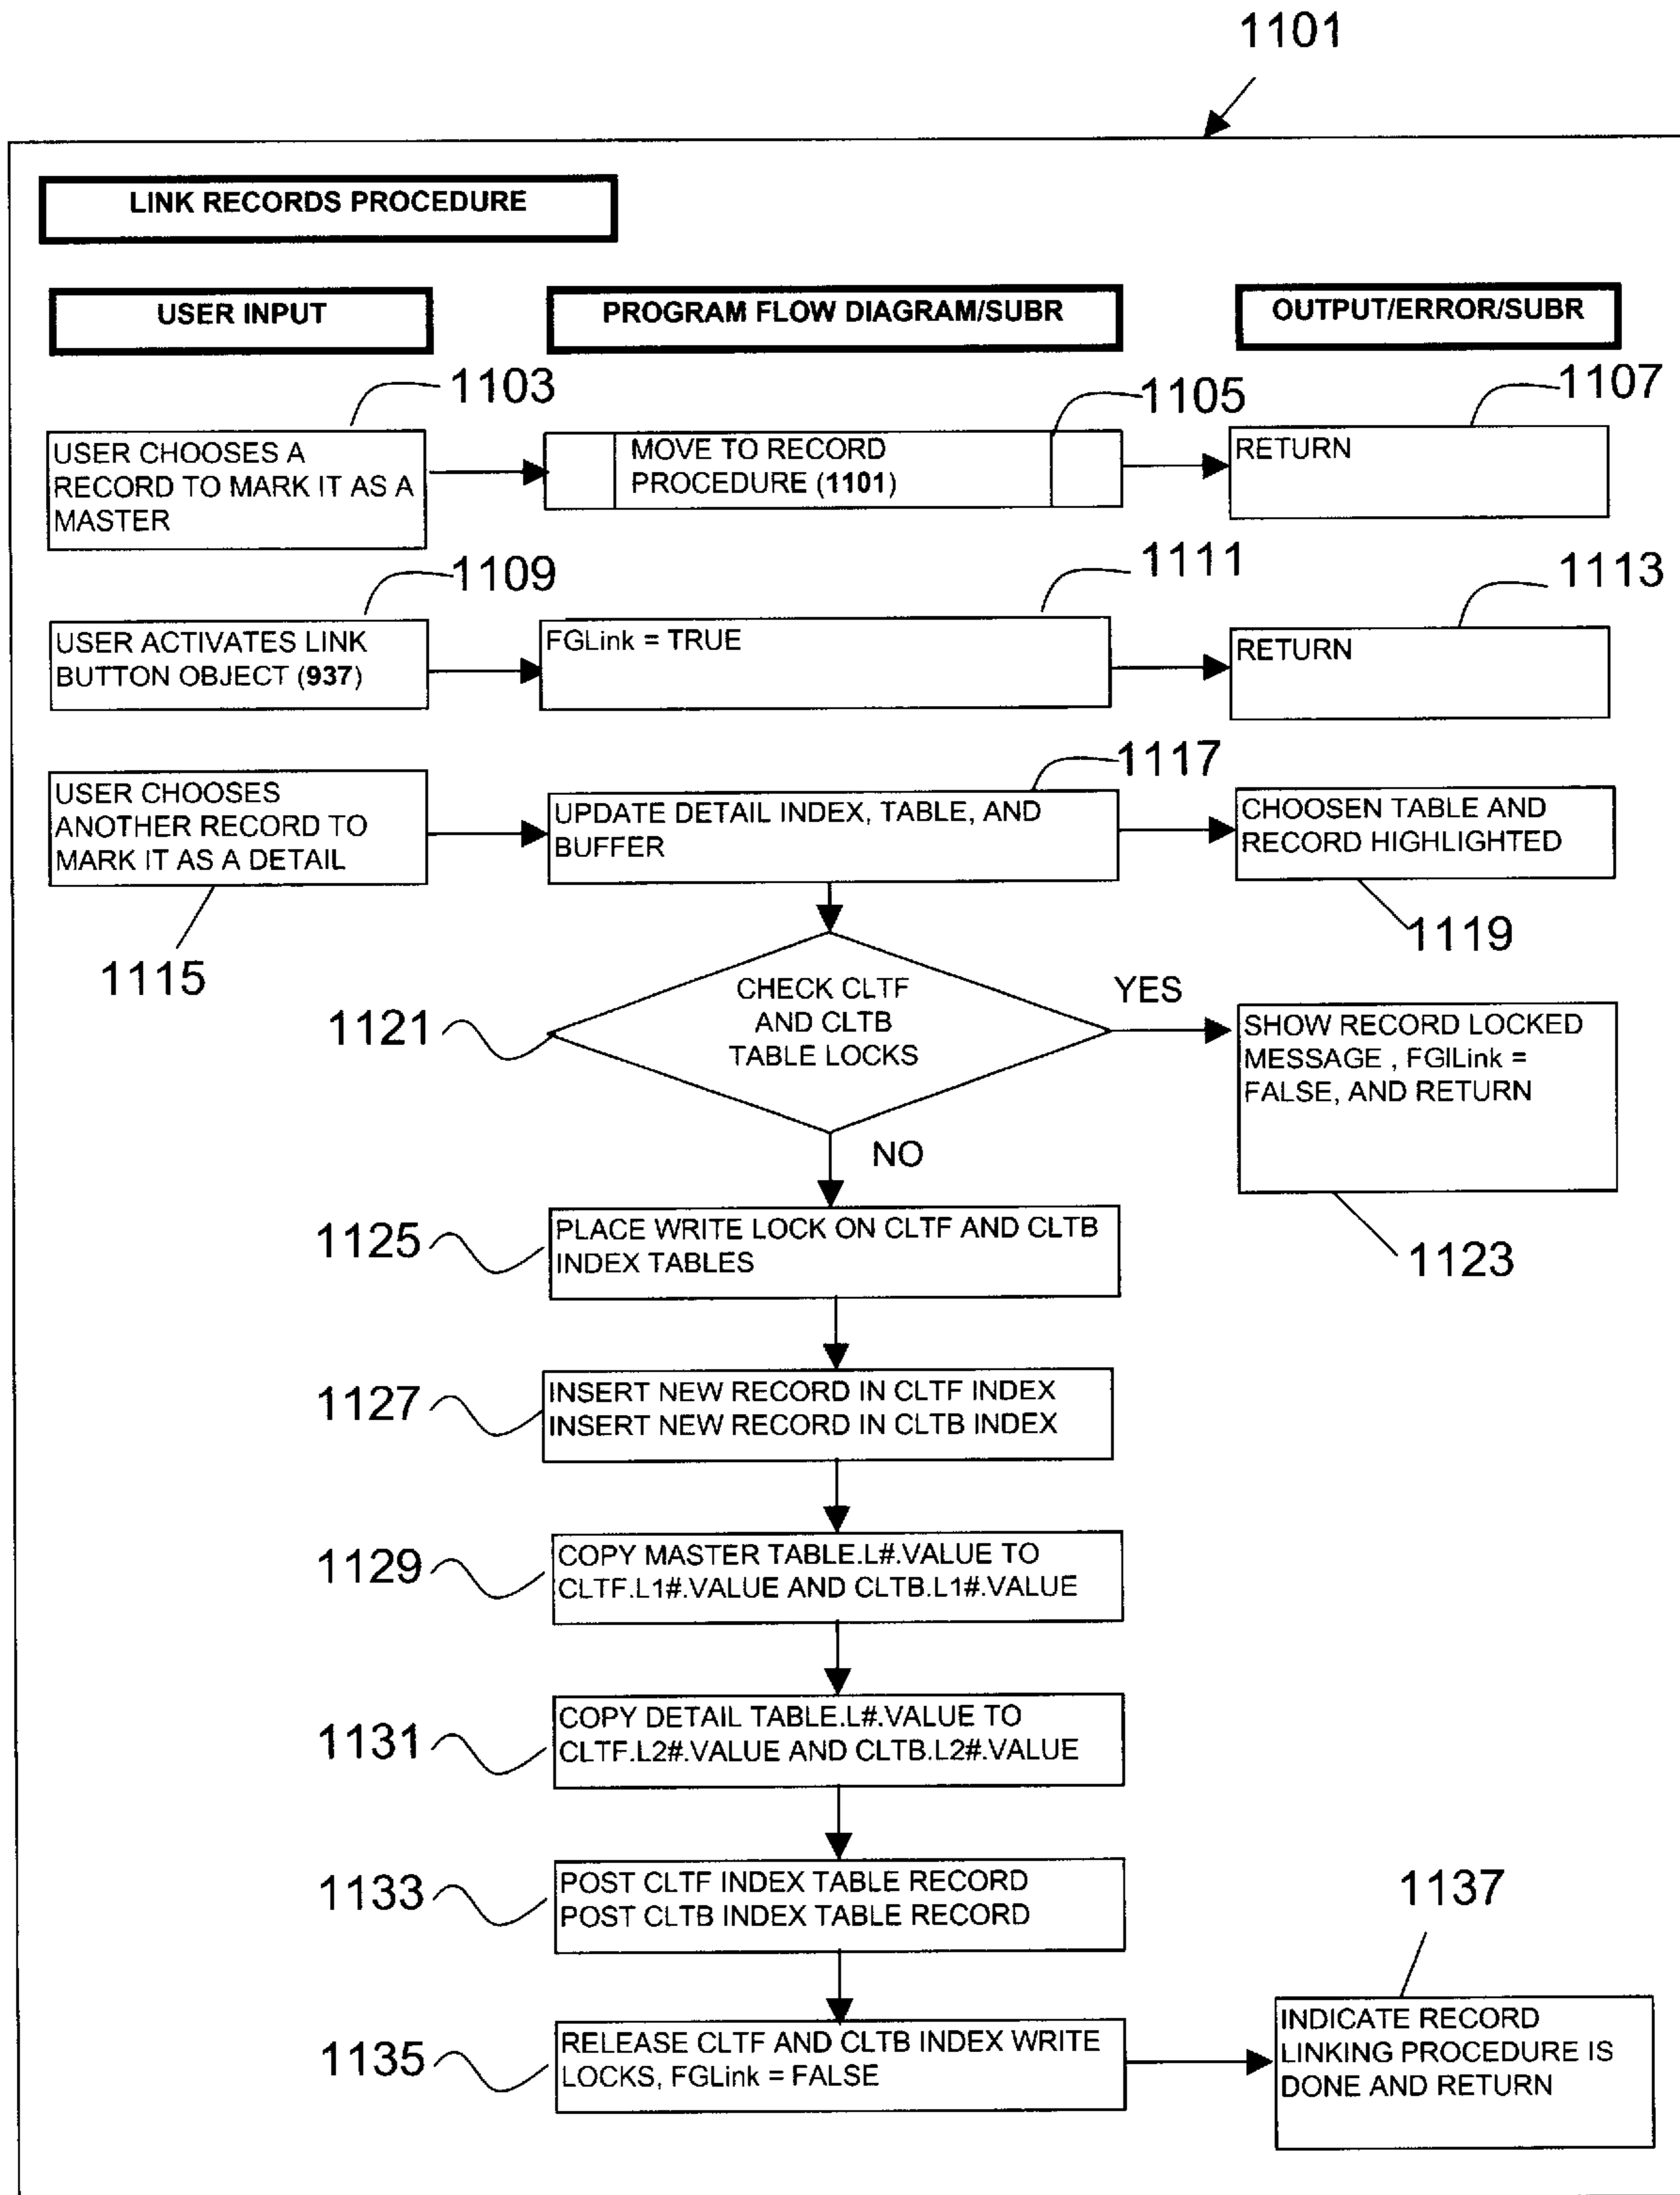 1101
LINK RECORDS PROCEDURE
USER INPUT
PROGRAM FLOW DIAGRAM/SUBR
OUTPUT/ERROR/SUBR
1103
1105
1107
USER CHOOSES A
RECORD TO MARK IT AS A
MASTER
MOVE TO RECORD
PROCEDURE (1101)
RETURN
1109
1111
1113
USER ACTIVATES LINK
BUTTON OBJECT (937)
FGLink = TRUE
RETURN
1117
USER CHOOSES
ANOTHER RECORD TO
MARK IT AS A DETAIL
UPDATE DETAIL INDEX, TABLE, AND
BUFFER
CHOOSEN TABLE AND
RECORD HIGHLIGHTED
1115
1119
1121
CHECK CLTF
AND CLTB
TABLE LOCKS
YES
SHOW RECORD LOCKED
MESSAGE , FGILink =
FALSE, AND RETURN
NO
1123
1125
PLACE WRITE LOCK ON CLTF AND CLTB
INDEX TABLES
1127
INSERT NEW RECORD IN CLTF INDEX
INSERT NEW RECORD IN CLTB INDEX
1129
COPY MASTER TABLE.L#.VALUE TO
CLTF.L1#.VALUE AND CLTB.L1#.VALUE
1131
COPY DETAIL TABLE.L#.VALUE TO
CLTF.L2#.VALUE AND CLTB.L2#.VALUE
1133
POST CLTF INDEX TABLE RECORD
POST CLTB INDEX TABLE RECORD
1137
1135
RELEASE CLTF AND CLTB INDEX WRITE
LOCKS, FGLink = FALSE
INDICATE RECORD
LINKING PROCEDURE IS
DONE AND RETURN